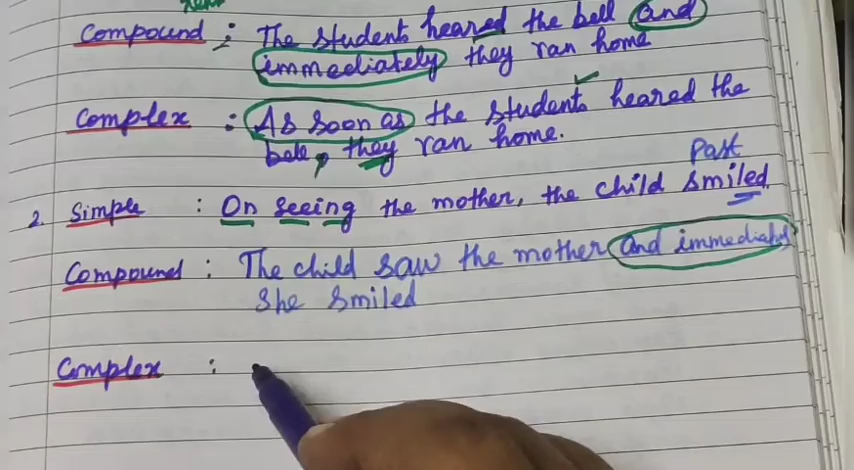 Compound : The student heared the bell and
immediately they ran home
Complex : As soon as the student heared the
bell, they ran home.
Past
2. Simple : On seeing the mother, the child smiled
Compound : The child saw the mother and immediately
She smiled
Complex :